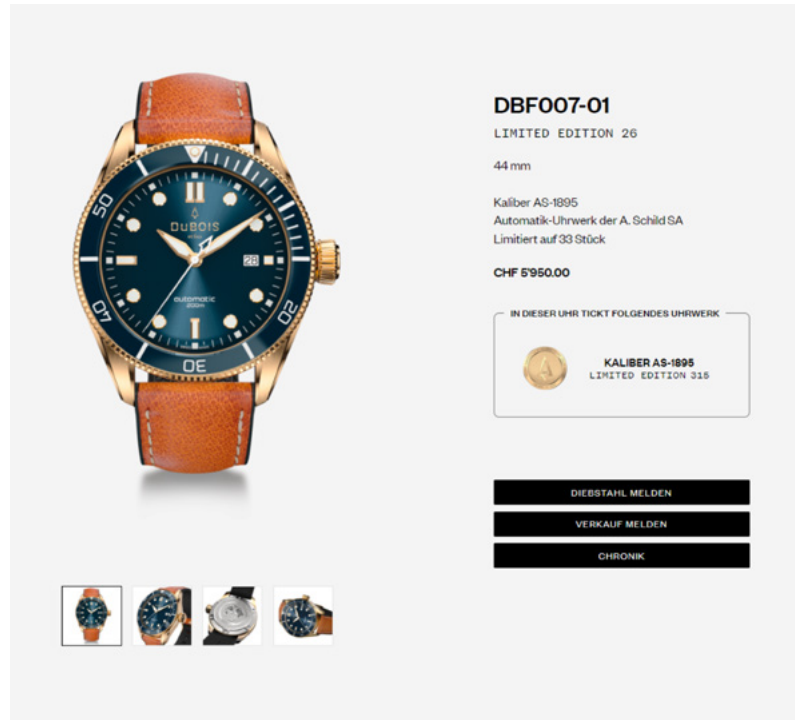 DBF007-01
LIMITED EDITION 26
44 mm
Kaliber AS-1895
Automatik-Uhrwerk der A. Schild SA
Limitiert auf 33 Stück
CHF 5'950.00
IN DIESER UHR TICKT FOLGENDES UHRWERK
KALIBER AS-1895
LIMITED EDITION 315
DIEBSTAHL MELDEN
VERKAUF MELDEN
CHRONIK
DUBOIS
28
automatic
200m
50
40
30
20